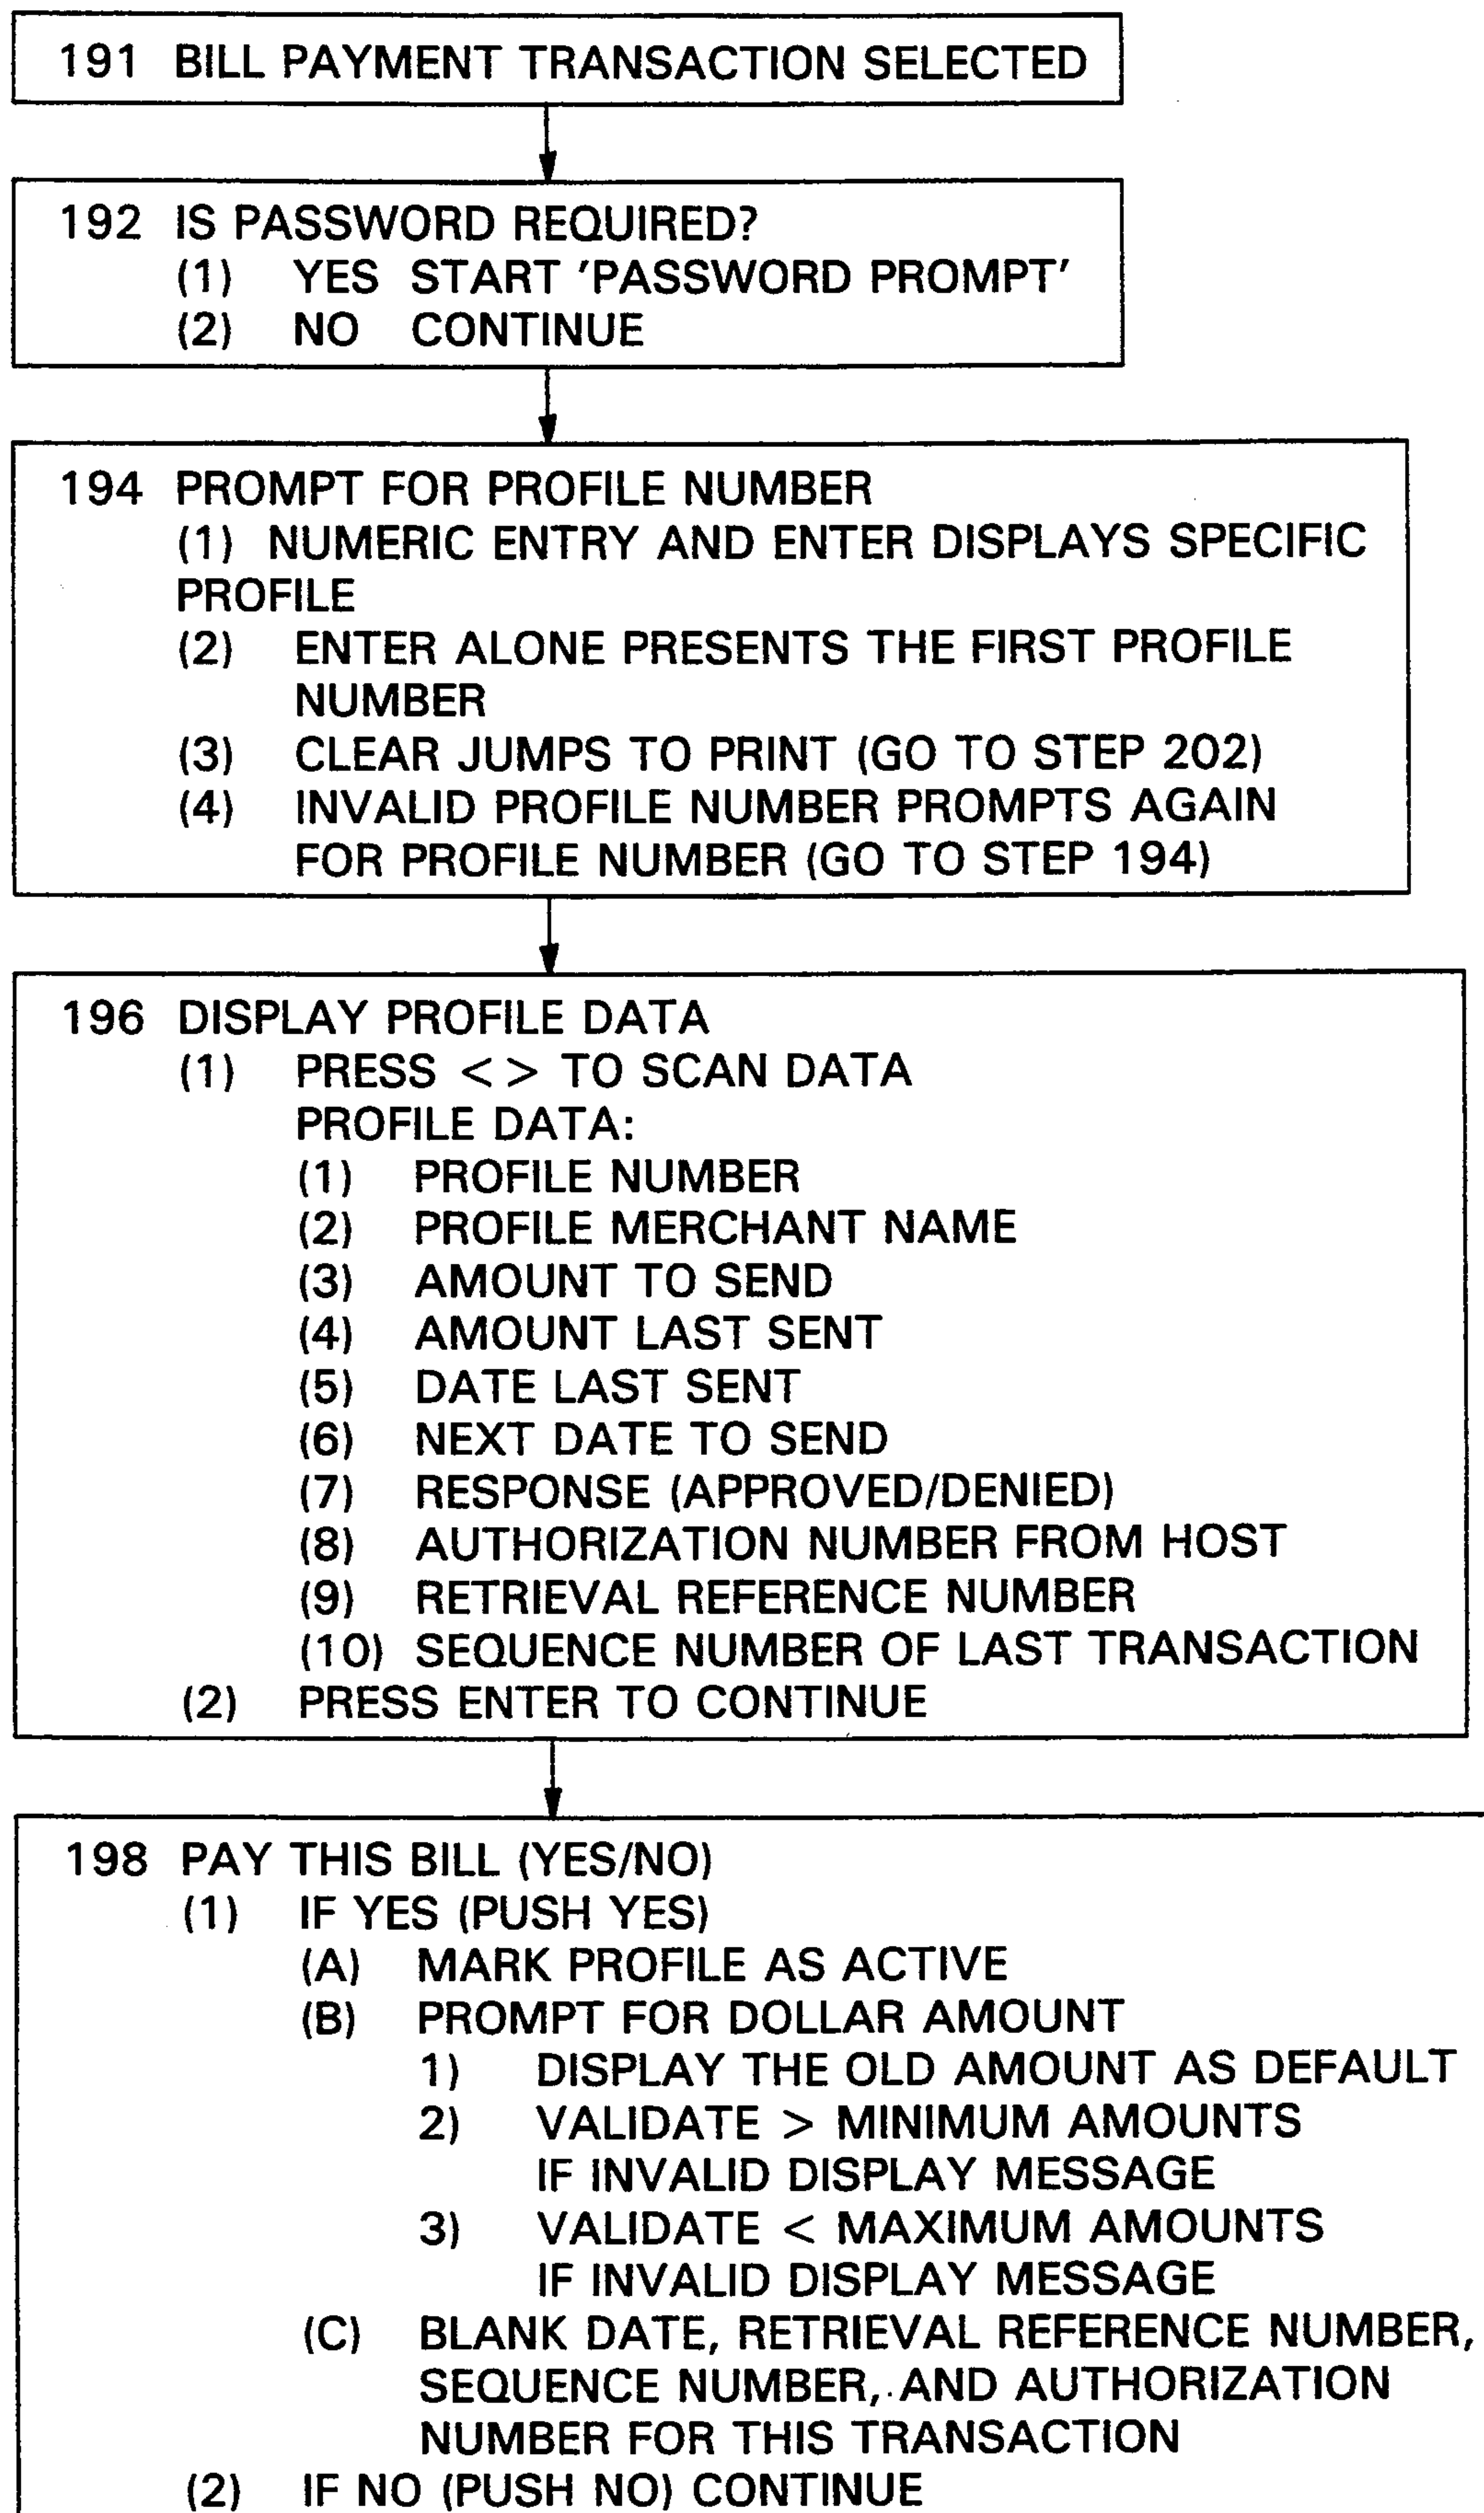 191 BILL PAYMENT TRANSACTION SELECTED
192 IS PASSWORD REQUIRED?
(1) YES START 'PASSWORD PROMPT'
(2) NO CONTINUE
194 PROMPT FOR PROFILE NUMBER
(1) NUMERIC ENTRY AND ENTER DISPLAYS SPECIFIC
PROFILE
(2) ENTER ALONE PRESENTS THE FIRST PROFILE
NUMBER
(3) CLEAR JUMPS TO PRINT (GO TO STEP 202)
(4) INVALID PROFILE NUMBER PROMPTS AGAIN
FOR PROFILE NUMBER (GO TO STEP 194)
196 DISPLAY PROFILE DATA
(1) PRESS < > TO SCAN DATA
PROFILE DATA:
(1) PROFILE NUMBER
(2) PROFILE MERCHANT NAME
(3) AMOUNT TO SEND
(4) AMOUNT LAST SENT
(5) DATE LAST SENT
(6) NEXT DATE TO SEND
(7) RESPONSE (APPROVED/DENIED)
(8) AUTHORIZATION NUMBER FROM HOST
(9) RETRIEVAL REFERENCE NUMBER
(10) SEQUENCE NUMBER OF LAST TRANSACTION
(2) PRESS ENTER TO CONTINUE
198 PAY THIS BILL (YES/NO)
(1) IF YES (PUSH YES)
(A) MARK PROFILE AS ACTIVE
(B) PROMPT FOR DOLLAR AMOUNT
1) DISPLAY THE OLD AMOUNT AS DEFAULT
2) VALIDATE > MINIMUM AMOUNTS
IF INVALID DISPLAY MESSAGE
3) VALIDATE < MAXIMUM AMOUNTS
IF INVALID DISPLAY MESSAGE
(C) BLANK DATE, RETRIEVAL REFERENCE NUMBER,
SEQUENCE NUMBER, AND AUTHORIZATION
NUMBER FOR THIS TRANSACTION
(2) IF NO (PUSH NO) CONTINUE